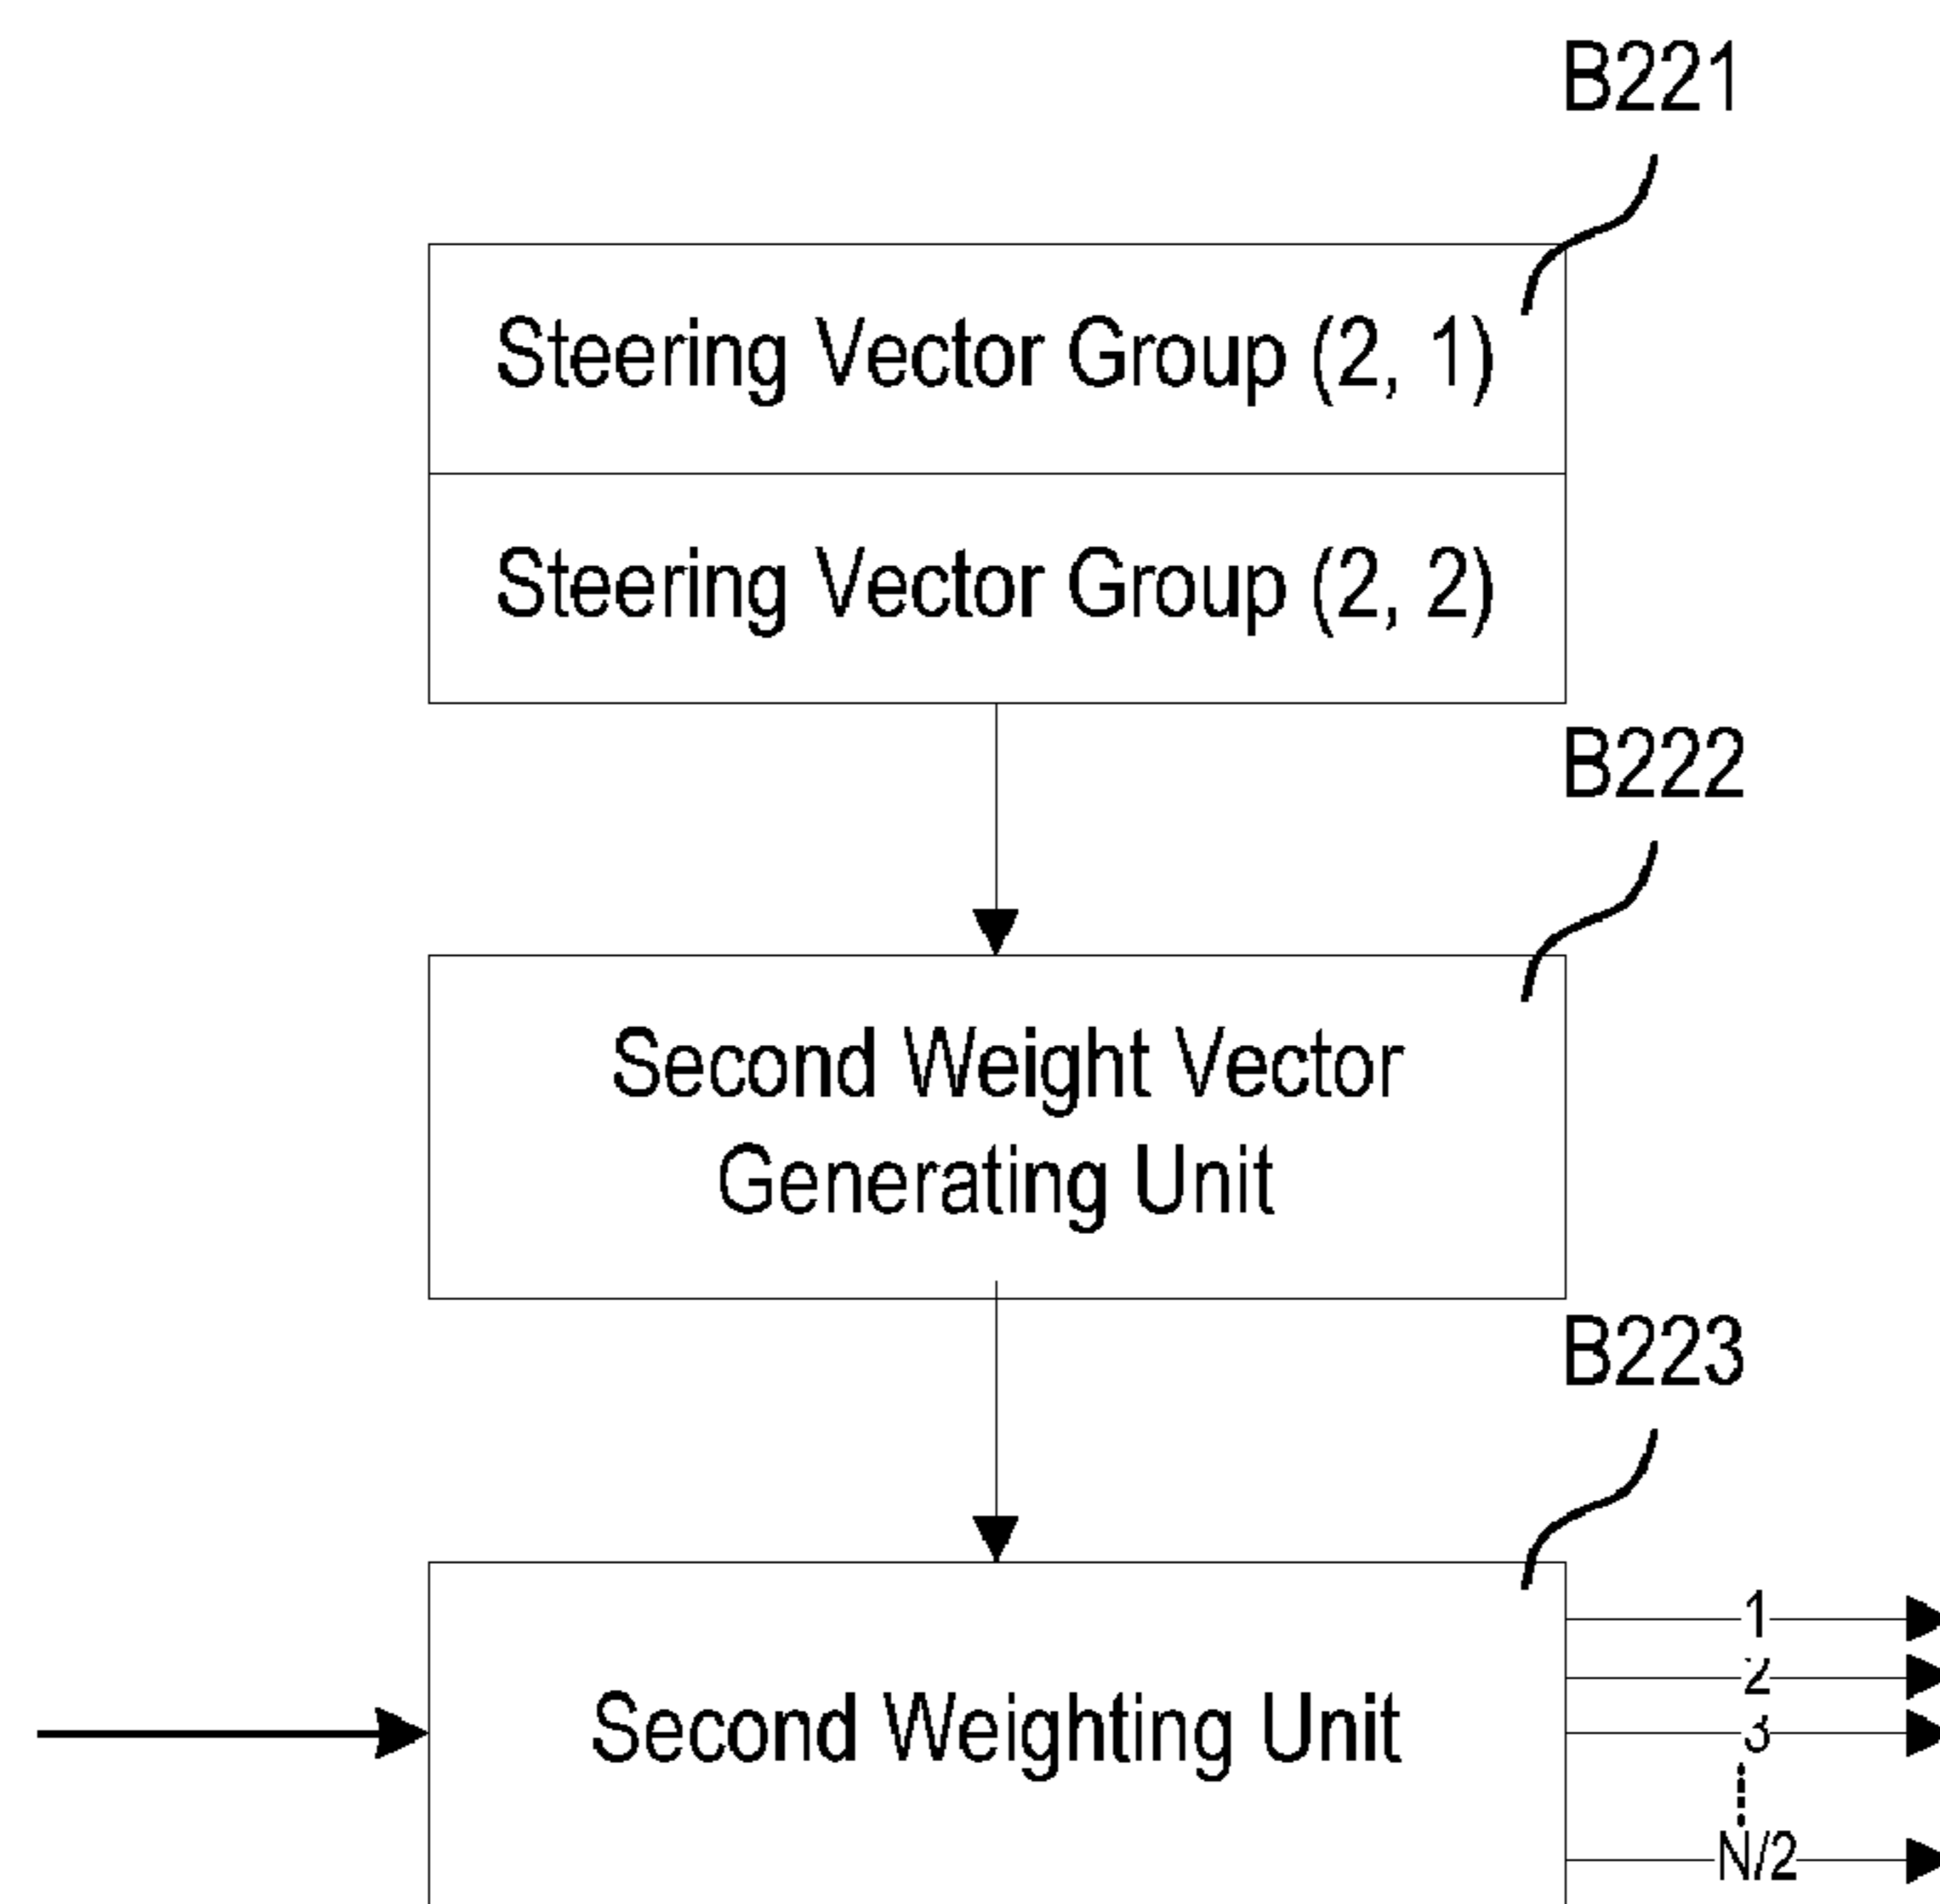 B221
Steering Vector Group (2, 1)
Steering Vector Group (2, 2)
B222
Second Weight Vector
Generating Unit
B223
Second Weighting Unit
1
2
3
N/2